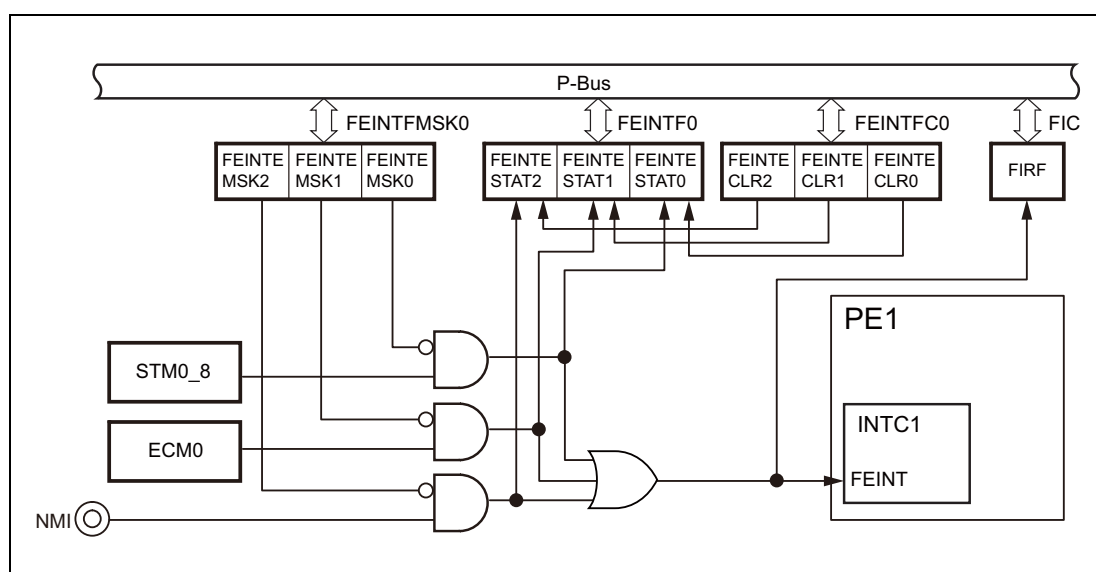 P-Bus
FEINTFMSK0
FEINTF0
FEINTFC0
FIC
FEINTE MSK2
FEINTE MSK1
FEINTE MSK0
FEINTE STAT2
FEINTE STAT1
FEINTE STAT0
FEINTE CLR2
FEINTE CLR1
FEINTE CLR0
FIRF
PE1
STM0_8
ECM0
INTC1
FEINT
NMI